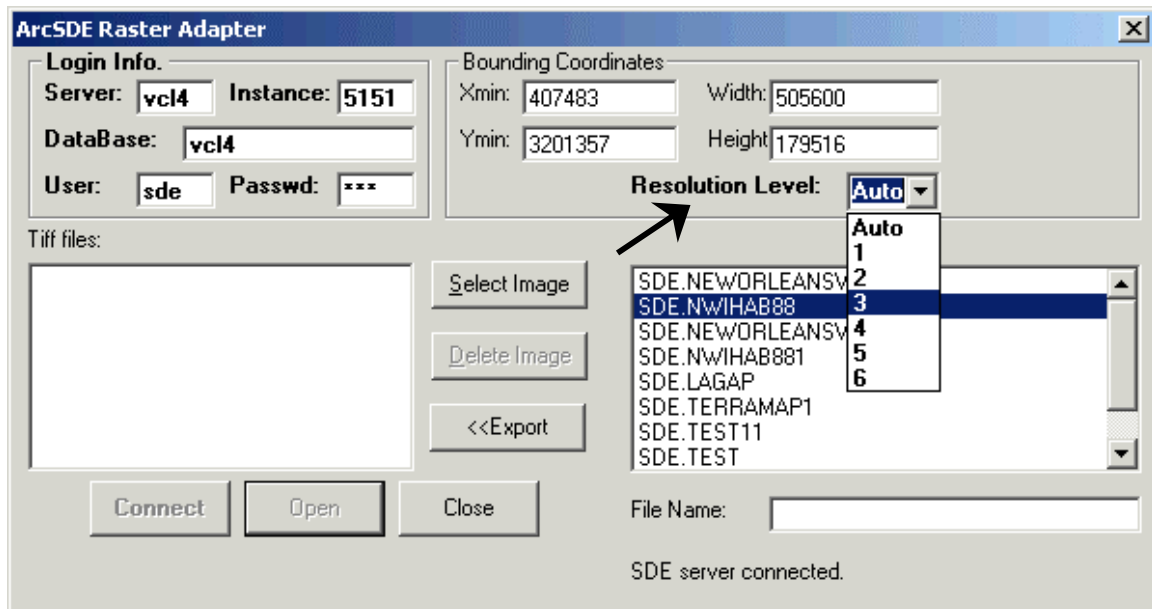 ArcSDE Raster Adapter
Login Info.
Server: vcl4 Instance: 5151
DataBase: vcl4
User: sde Passwd: ***
Bounding Coordinates
Xmin: 407483 Width: 505600
Ymin: 3201357 Height 179516
Resolution Level: Auto
Auto
1
2
3
4
5
6
Tiff files:
Select Image
Delete Image
<<Export
SDE.NEWORLEANSV
SDE.NWIHAB88
SDE.NEWORLEANSV
SDE.NWIHAB881
SDE.LAGAP
SDE.TERRAMAP1
SDE.TEST11
SDE.TEST
Connect
Open
Close
File Name:
SDE server connected.